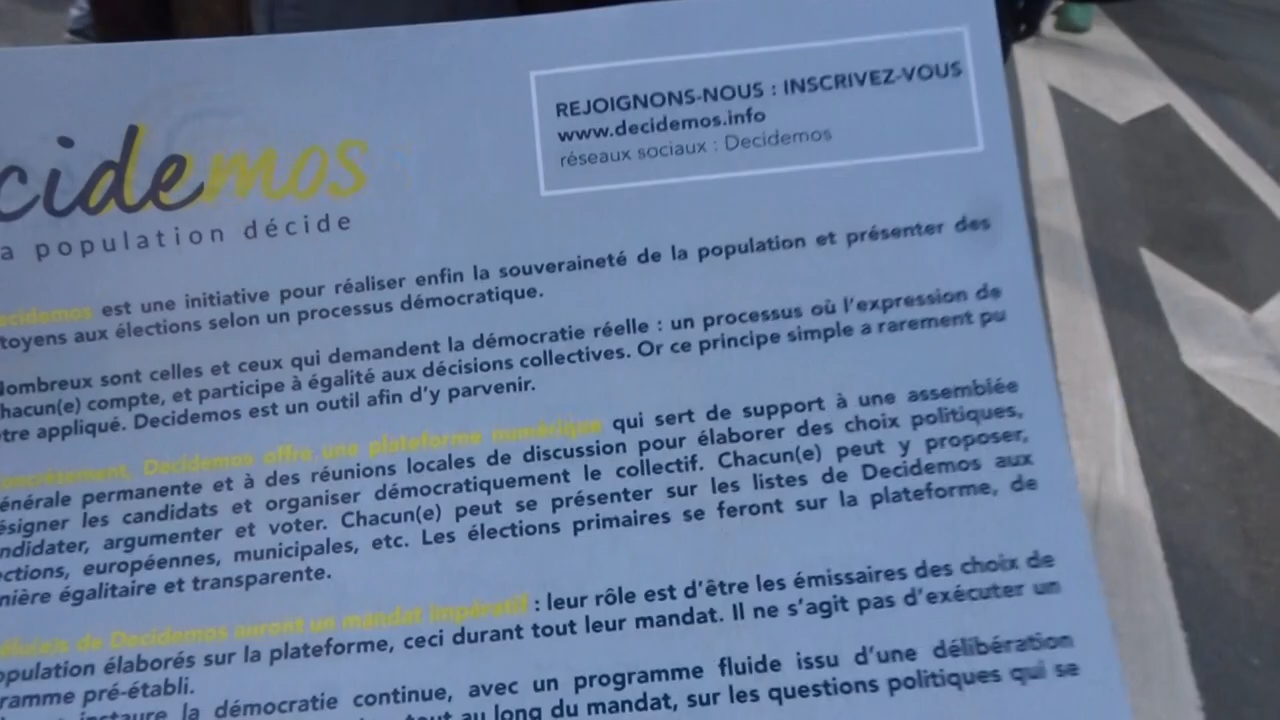 REJOIGNONS-NOUS : INSCRIVEZ-VOUS
www.decidemos.info
réseaux sociaux : Decidemos
cidemos
a population décide
ecidemos est une initiative pour réaliser enfin la souveraineté de la population et présenter des
toyens aux élections selon un processus démocratique.
Nombreux sont celles et ceux qui demandent la démocratie réelle : un processus où l'expression de
hacun(e) compte, et participe à égalité aux décisions collectives. Or ce principe simple a rarement pu
tre appliqué. Decidemos est un outil afin d'y parvenir.
oncrètement, Decidemos offre une plateforme numérique qui sert de support à une assemblée
énérale permanente et à des réunions locales de discussion pour élaborer des choix politiques,
ésigner les candidats et organiser démocratiquement le collectif. Chacun(e) peut y proposer,
ndidater, argumenter et voter. Chacun(e) peut se présenter sur les listes de Decidemos aux
ctions, européennes, municipales, etc. Les élections primaires se feront sur la plateforme, de
nière égalitaire et transparente.
élu(e)s de Decidemos auront un mandat impératif : leur rôle est d'être les émissaires des choix de
opulation élaborés sur la plateforme, ceci durant tout leur mandat. Il ne s'agit pas d'exécuter un
ramme pré-établi.
instaure la démocratie continue, avec un programme fluide issu d'une délibération
tout au long du mandat, sur les questions politiques qui se